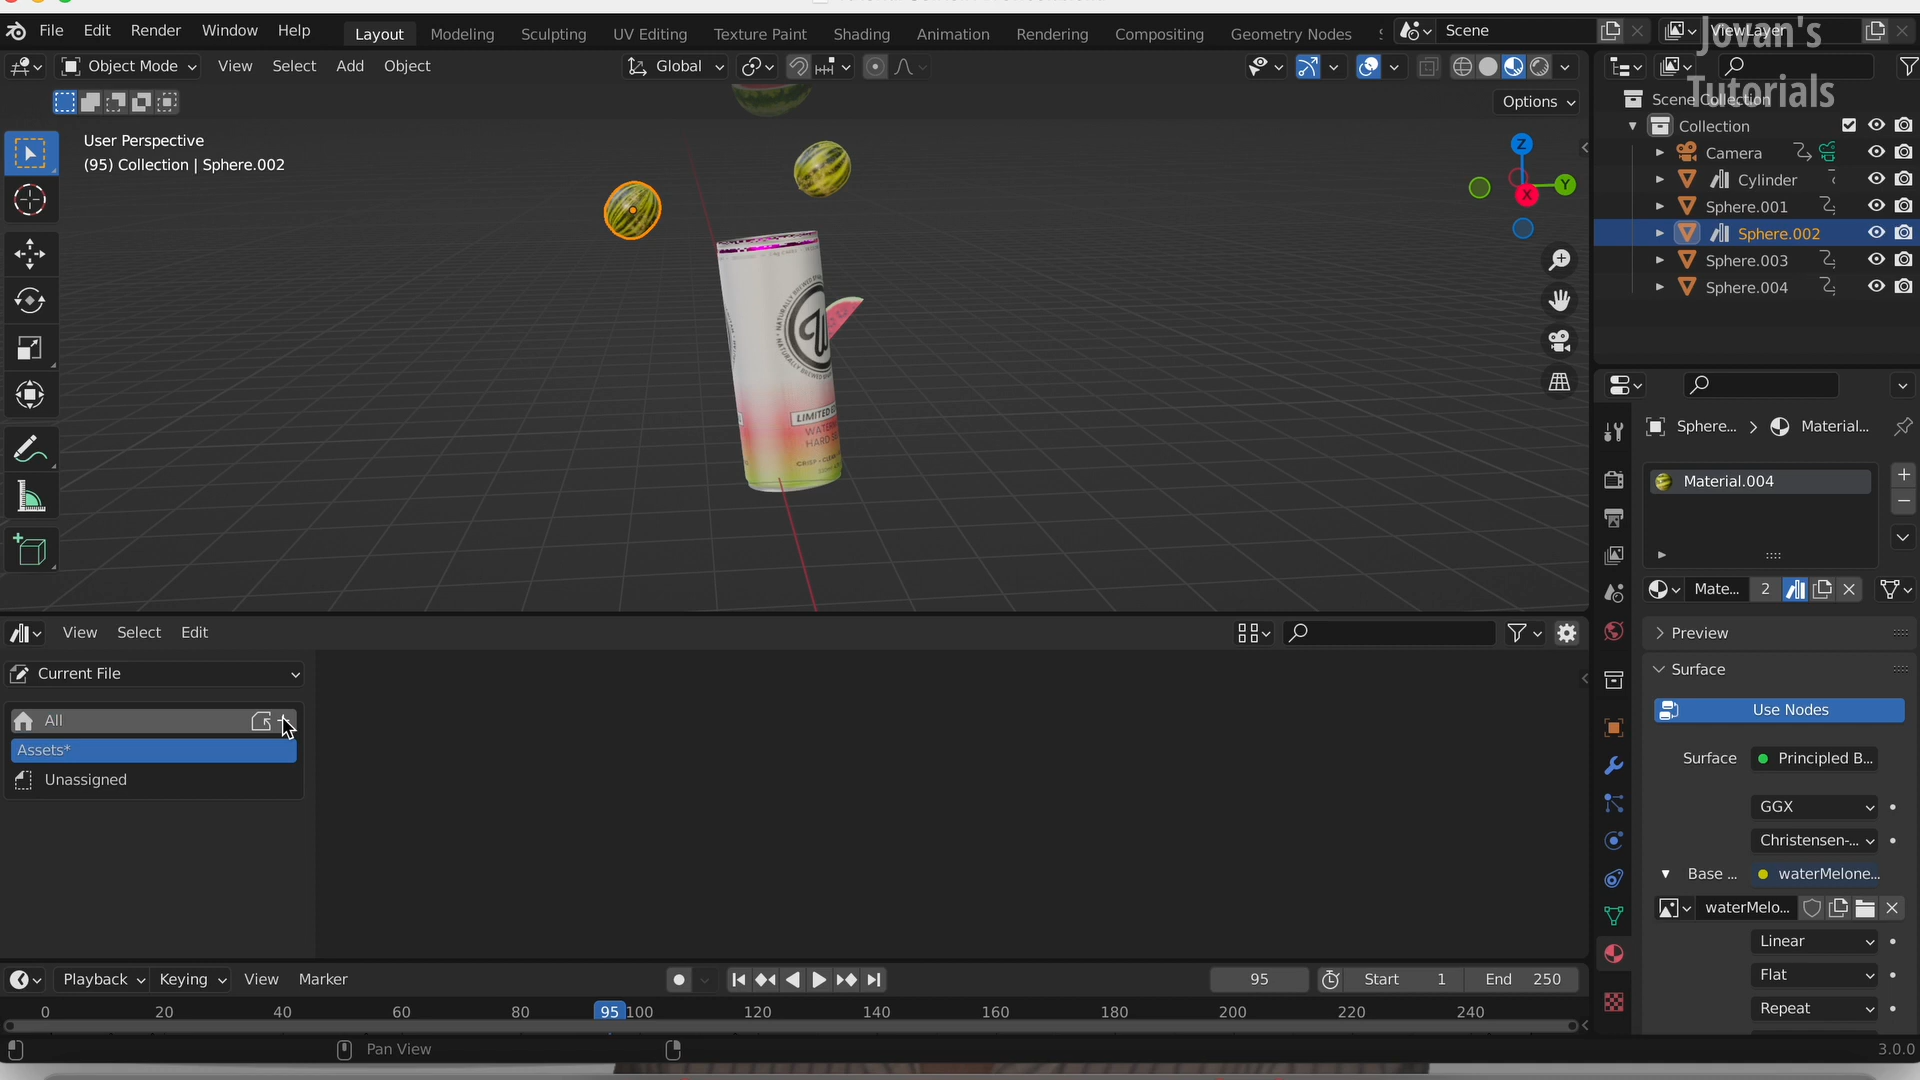 File Edit Render Window Help
Layout Modeling Sculpting UV Editing Texture Paint Shading Animation Rendering Compositing Geometry Nodes
Scene
ViewLayer
Jovan's
Tutorials
Object Mode View Select Add Object
Global
Options
User Perspective
(95) Collection | Sphere.002
Z
Y
X
NATURALLY BREWED
LIMITED
Scene Collection
Collection
Camera
Cylinder
Sphere.001
Sphere.002
Sphere.003
Sphere.004
Sphere... Material...
Material.004
Mate... 2
Preview
Surface
Use Nodes
Surface Principled B...
GGX
Christensen-...
Base ... waterMelone...
waterMelo...
Linear
Flat
Repeat
View Select Edit
Current File
All
Assets*
Unassigned
Playback Keying View Marker
95 Start 1 End 250
0 20 40 60 80 95 100 120 140 160 180 200 220 240
Pan View
3.0.0